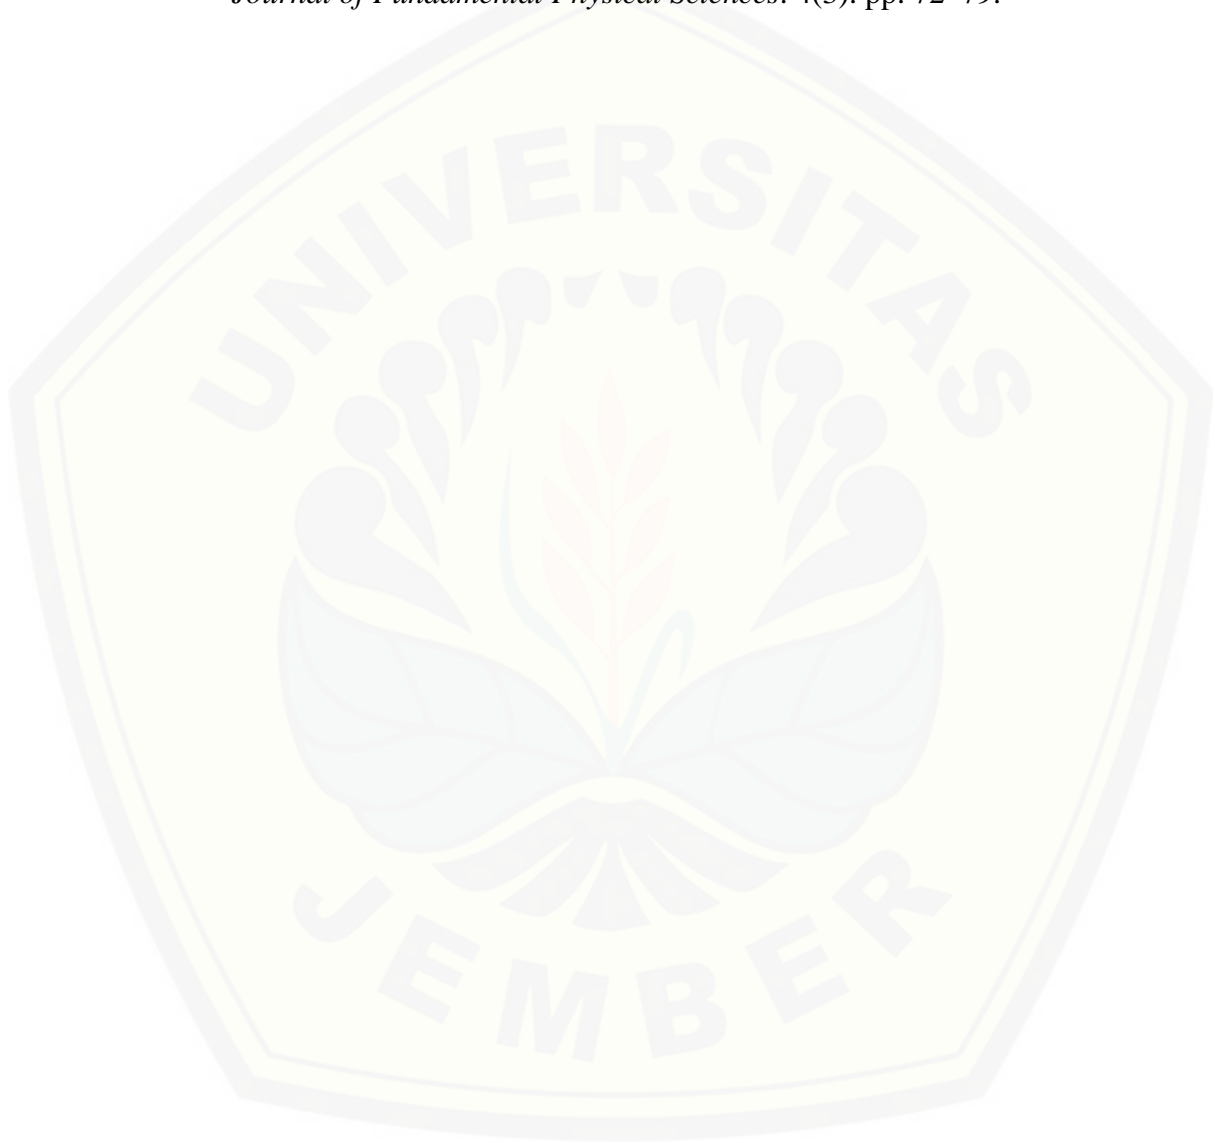 Journal of Fundamental Physical Sciences. 4(3). pp. 72–79.
UNIVERSITAS
JEMBER